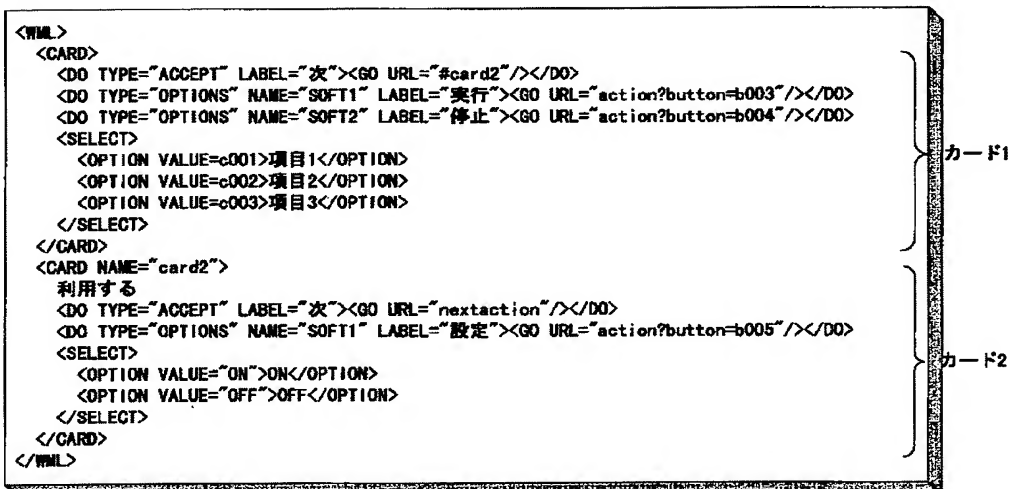 <WML>
<CARD>
<DO TYPE="ACCEPT" LABEL="次"><GO URL="#card2"/></DO>
<DO TYPE="OPTIONS" NAME="SOFT1" LABEL="実行"><GO URL="action?button=b003"/></DO>
<DO TYPE="OPTIONS" NAME="SOFT2" LABEL="停止"><GO URL="action?button=b004"/></DO>
<SELECT>
<OPTION VALUE=c001>項目1</OPTION>
<OPTION VALUE=c002>項目2</OPTION>
<OPTION VALUE=c003>項目3</OPTION>
</SELECT>
</CARD>
カード1
<CARD NAME="card2">
利用する
<DO TYPE="ACCEPT" LABEL="次"><GO URL="nextaction"/></DO>
<DO TYPE="OPTIONS" NAME="SOFT1" LABEL="設定"><GO URL="action?button=b005"/></DO>
<SELECT>
<OPTION VALUE="ON">ON</OPTION>
<OPTION VALUE="OFF">OFF</OPTION>
</SELECT>
</CARD>
カード2
</WML>